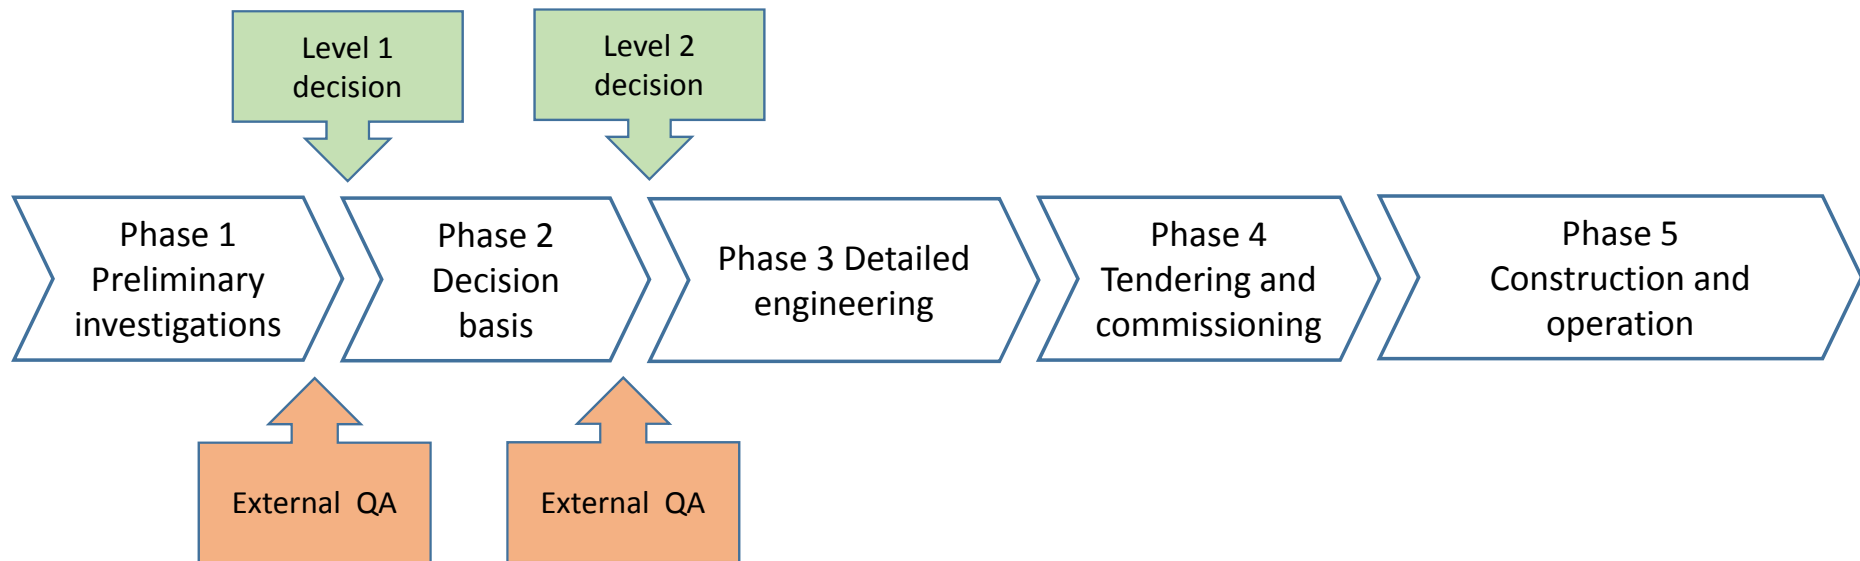 Level 1
decision
Level 2
decision
Phase 1
Preliminary
investigations
Phase 2
Decision
basis
Phase 3 Detailed
engineering
Phase 4
Tendering and
commissioning
Phase 5
Construction and
operation
External  QA
External  QA